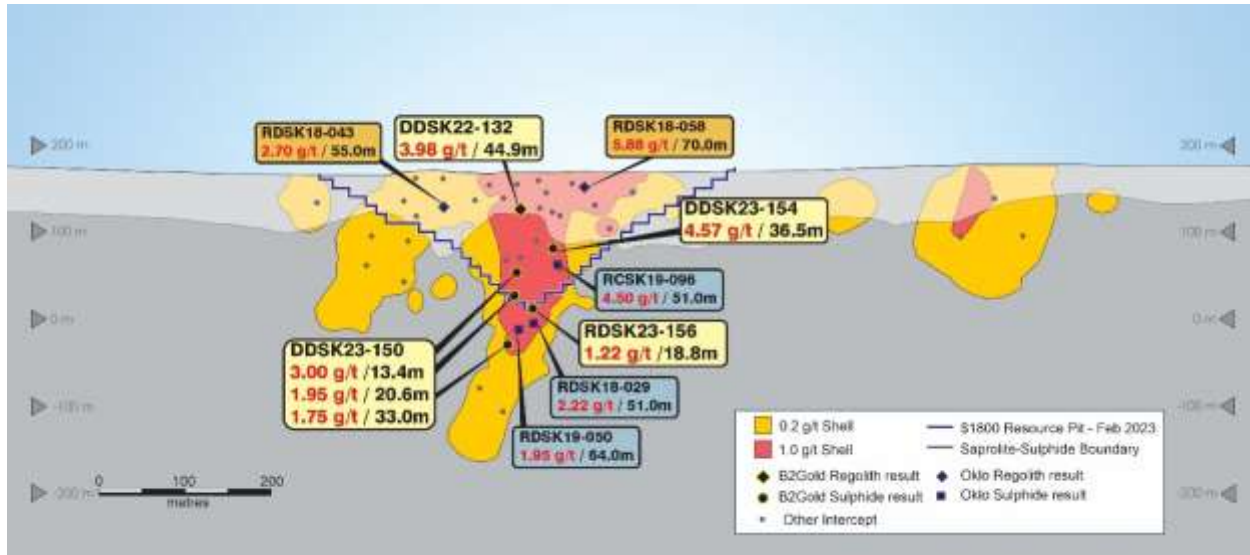 RDSK18-043
2.70 g/t / 55.0m
DDSK22-132
3.98 g/t / 44.9m
RDSK18-058
5.88 g/t / 70.0m
200 m
200 m
DDSK23-154
4.57 g/t / 36.5m
100 m
100 m
RCSK19-096
4.50 g/t / 51.0m
0 m
0 m
DDSK23-150
3.00 g/t /13.4m
1.95 g/t / 20.6m
1.75 g/t / 33.0m
RDSK23-156
1.22 g/t /18.8m
RDSK18-029
2.22 g/t / 51.0m
-100 m
-100 m
RDSK19-050
1.95 g/t / 64.0m
0.2 g/t Shell
1.0 g/t Shell
B2Gold Regolith result
B2Gold Sulphide result
Other Intercept
$1800 Resource Pit - Feb 2023
Saprolite-Sulphide Boundary
Oklo Regolith result
Oklo Sulphide result
-200 m
-200 m
0
100
200
metres